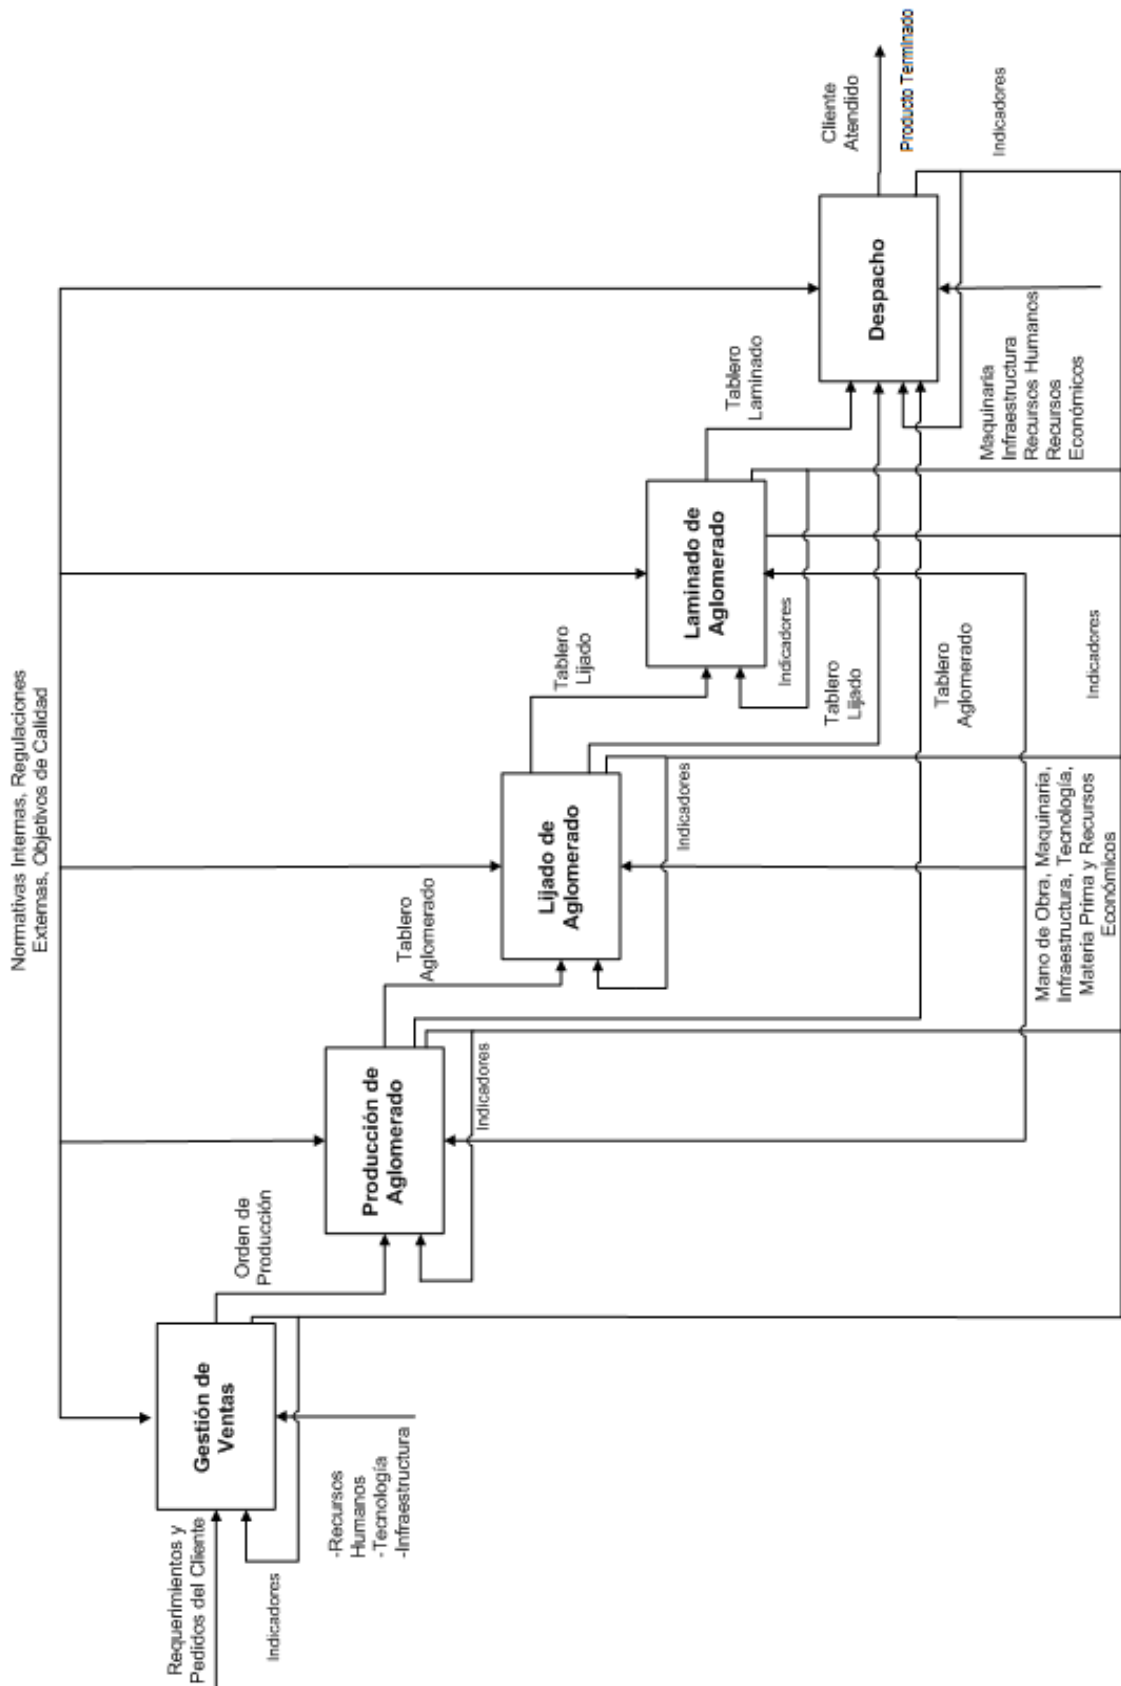 Normativas Internas, Regulaciones
Externas, Objetivos de Calidad
Requerimientos y
Pedidos del Cliente
Gestión de
Ventas
Indicadores
-Recursos
Humanos
-Tecnología
-Infraestructura
Orden de
Producción
Producción de
Aglomerado
Indicadores
Tablero
Aglomerado
Lijado de
Aglomerado
Indicadores
Tablero
Lijado
Laminado de
Aglomerado
Indicadores
Tablero
Lijado
Tablero
Aglomerado
Mano de Obra, Maquinaria,
Infraestructura, Tecnología,
Materia Prima y Recursos
Económicos
Indicadores
Tablero
Laminado
Despacho
Maquinaria
Infraestructura
Recursos Humanos
Recursos
Económicos
Cliente
Atendido
Producto Terminado
Indicadores